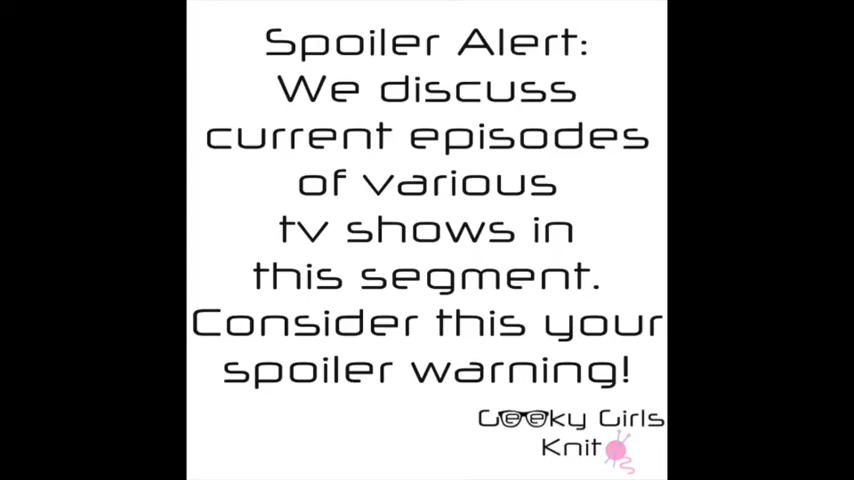 Spoiler Alert:
We discuss
current episodes
of various
tv shows in
this segment.
Consider this your
spoiler warning!
Geeky Girls
Knit